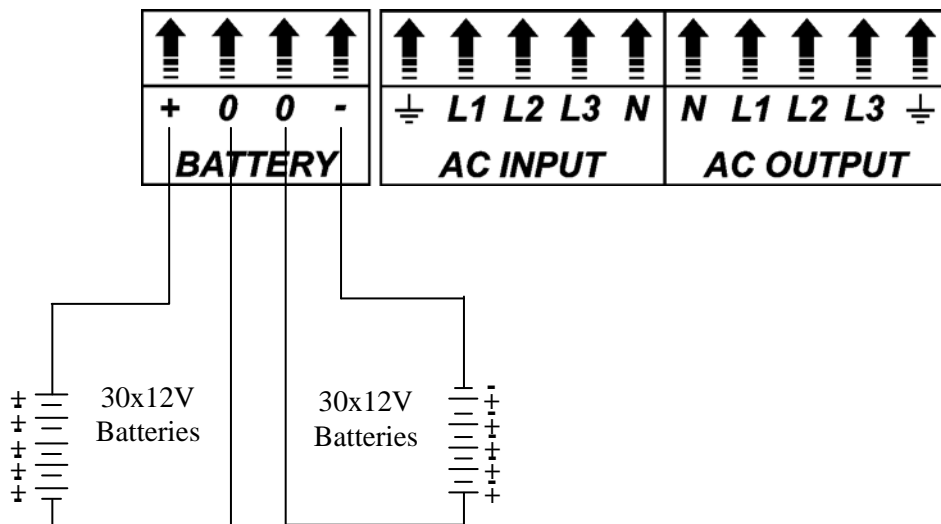 + 0 0 -
BATTERY
⏚ L1 L2 L3 N
AC INPUT
N L1 L2 L3 ⏚
AC OUTPUT
30x12V
Batteries
30x12V
Batteries